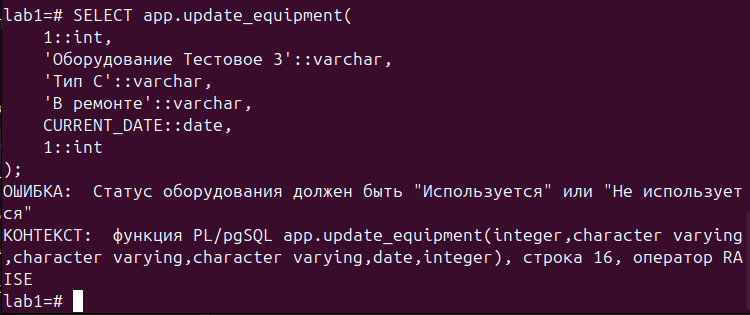 lab1=# SELECT app.update_equipment(
    1::int,
    'Оборудование Тестовое 3'::varchar,
    'Тип C'::varchar,
    'В ремонте'::varchar,
    CURRENT_DATE::date,
    1::int
);
ОШИБКА:  Статус оборудования должен быть "Используется" или "Не использует
ся"
КОНТЕКСТ:  функция PL/pgSQL app.update_equipment(integer,character varying
,character varying,character varying,date,integer), строка 16, оператор RA
ISE
lab1=#